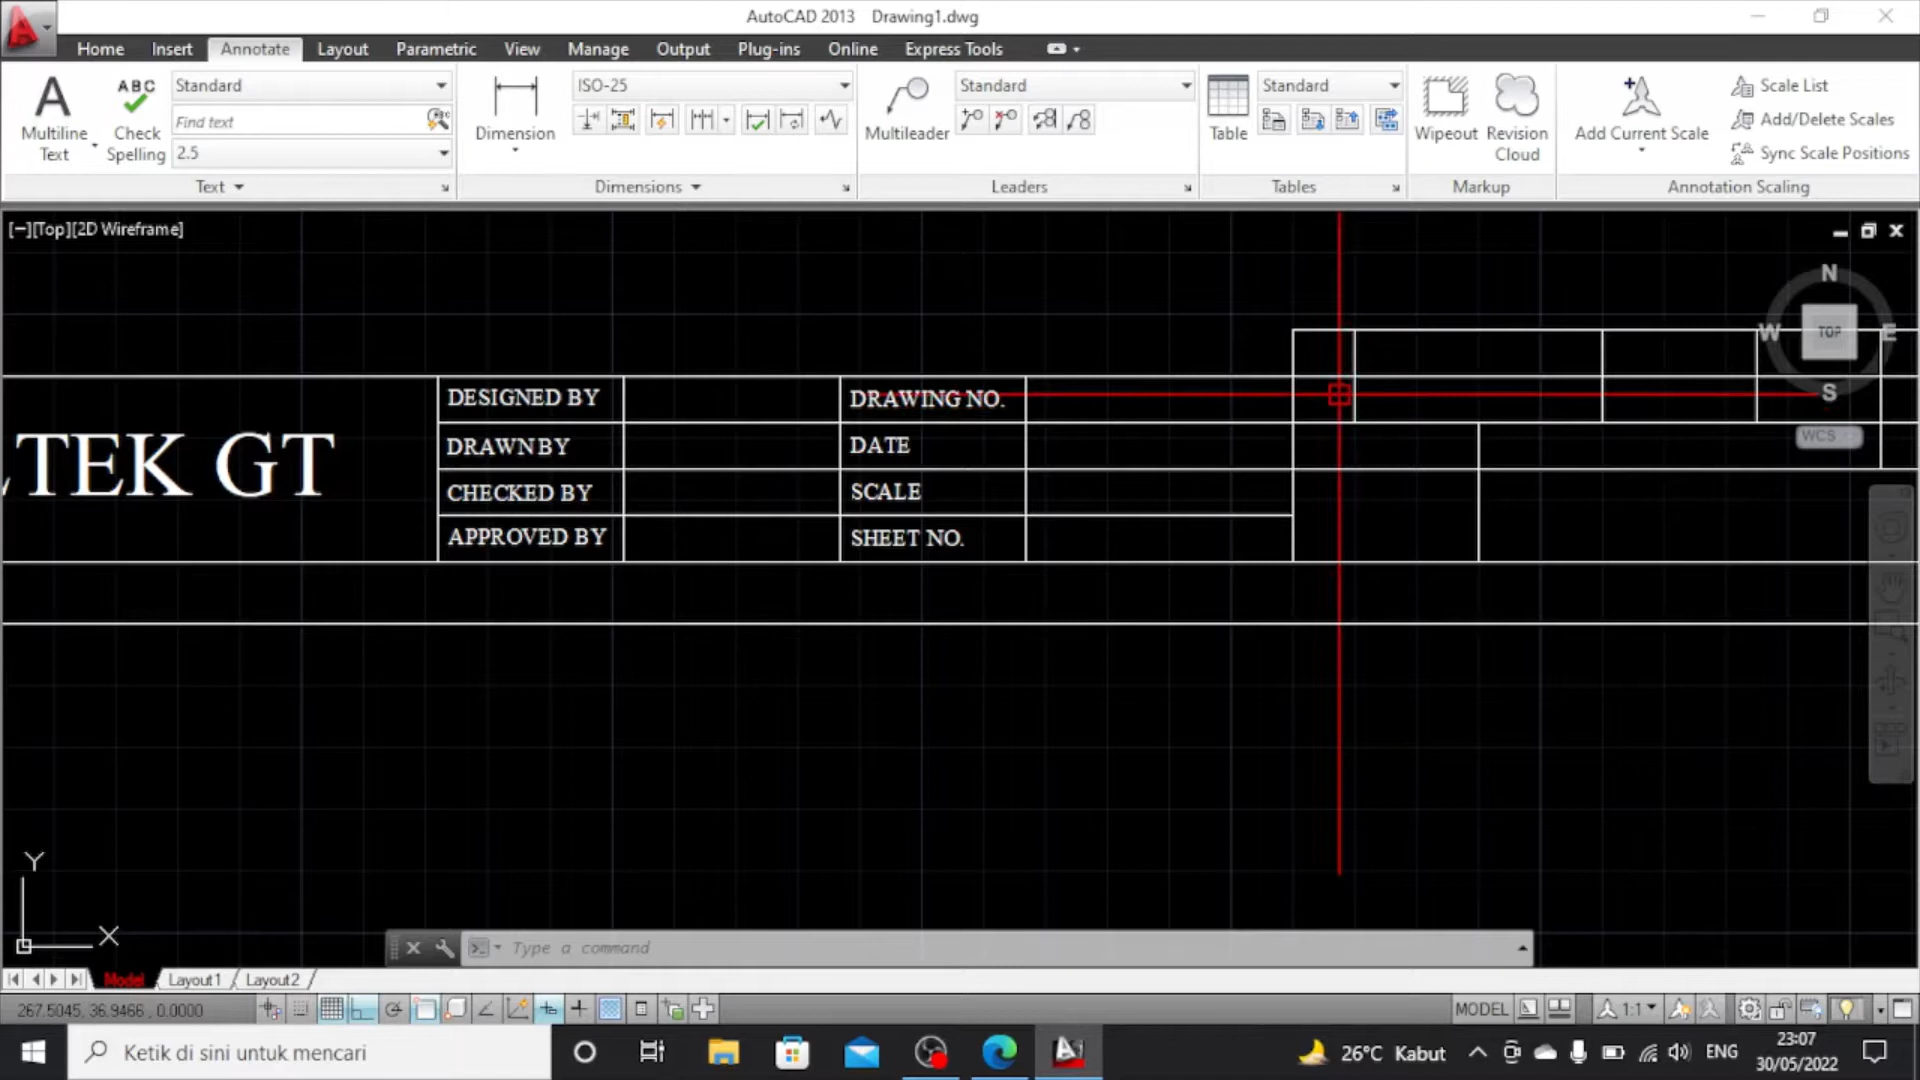 AutoCAD 2013 Drawing1.dwg
Home Insert Annotate Layout Parametric View Manage Output Plug-ins Online Express Tools
Multiline Text
ABC
Check Spelling
Standard
Find text
2.5
Text
Dimension
ISO-25
Dimensions
Multileader
Standard
Leaders
Table
Standard
Tables
Wipeout
Revision Cloud
Markup
Add Current Scale
Scale List
Add/Delete Scales
Sync Scale Positions
Annotation Scaling
[−][Top][2D Wireframe]
N
W TOP E
S
WCS
TEK GT
DESIGNED BY
DRAWN BY
CHECKED BY
APPROVED BY
DRAWING NO.
DATE
SCALE
SHEET NO.
Y
X
Type a command
Model Layout1 Layout2
267.5045, 36.9466 , 0.0000
MODEL
1:1
Ketik di sini untuk mencari
26°C Kabut
ENG
23:07
30/05/2022